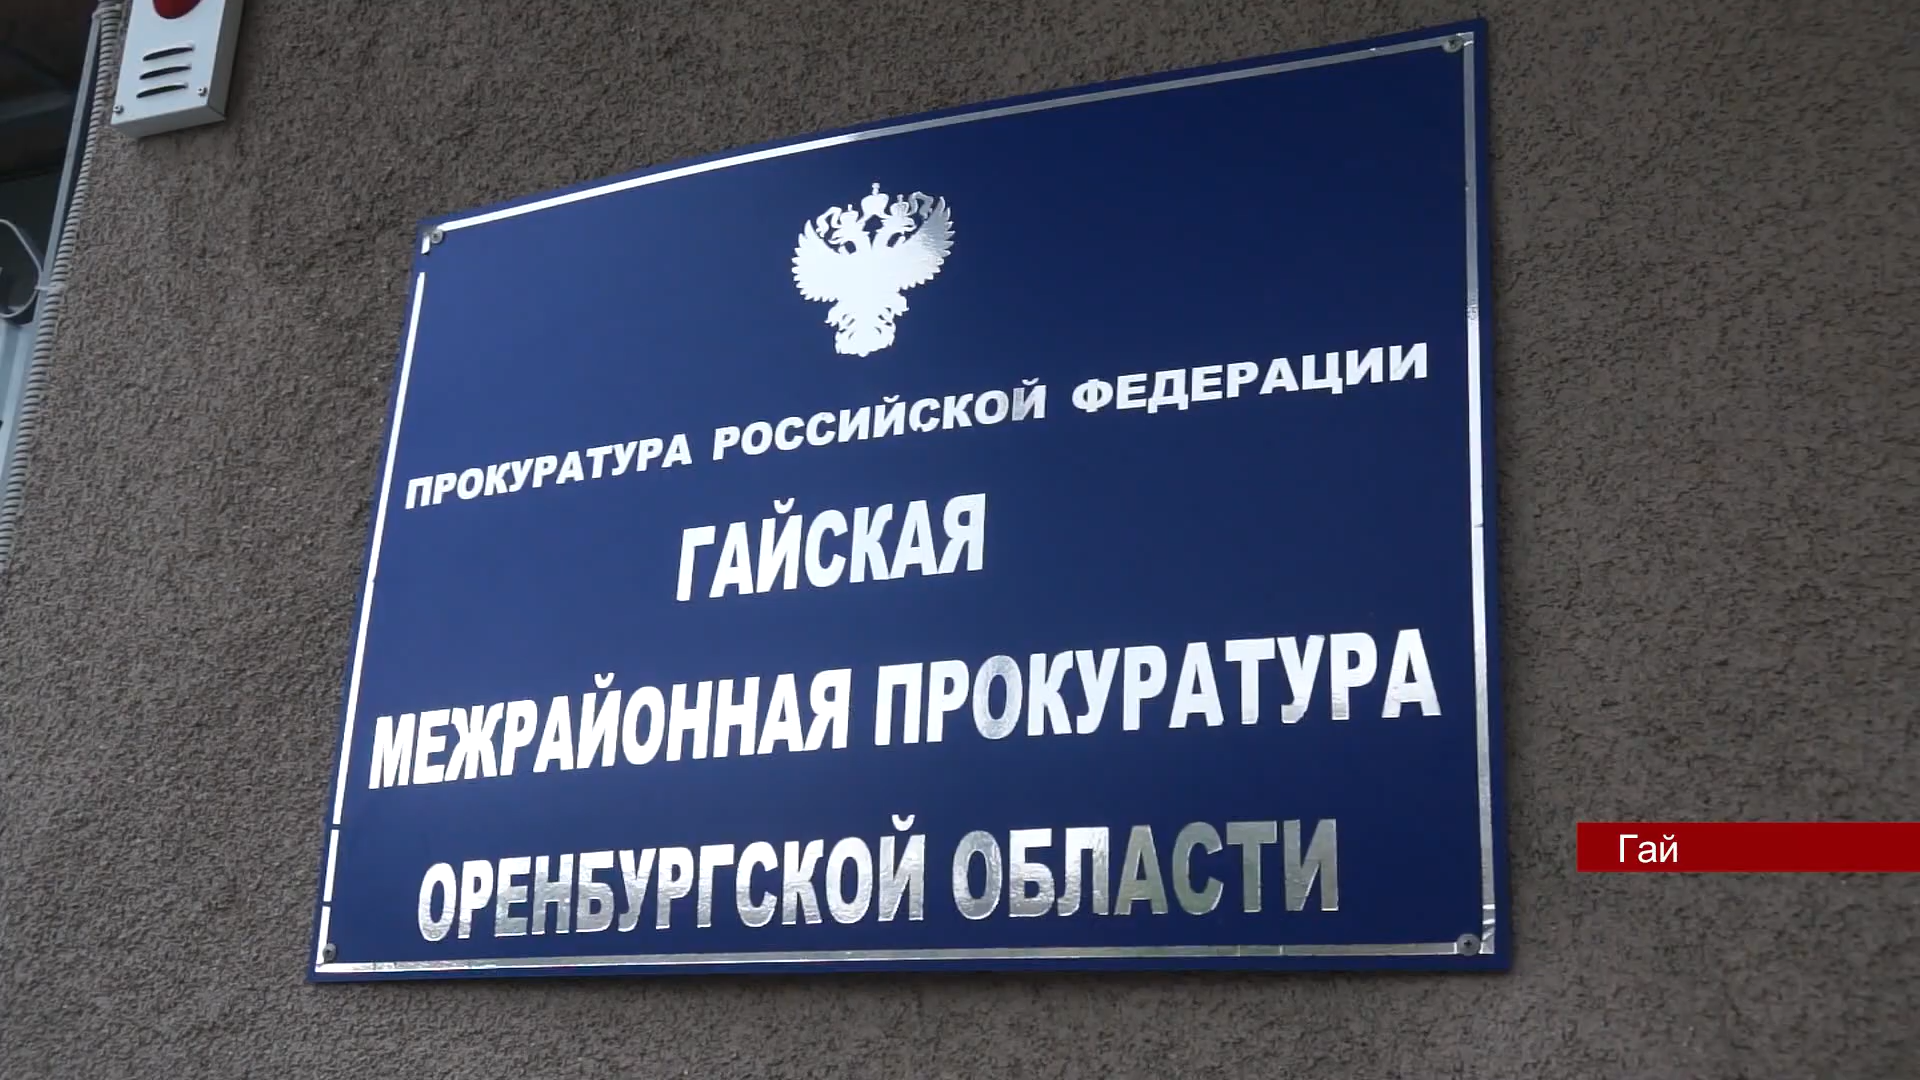 ПРОКУРАТУРА РОССИЙСКОЙ ФЕДЕРАЦИИ
ГАЙСКАЯ
МЕЖРАЙОННАЯ ПРОКУРАТУРА
ОРЕНБУРГСКОЙ ОБЛАСТИ
Гай